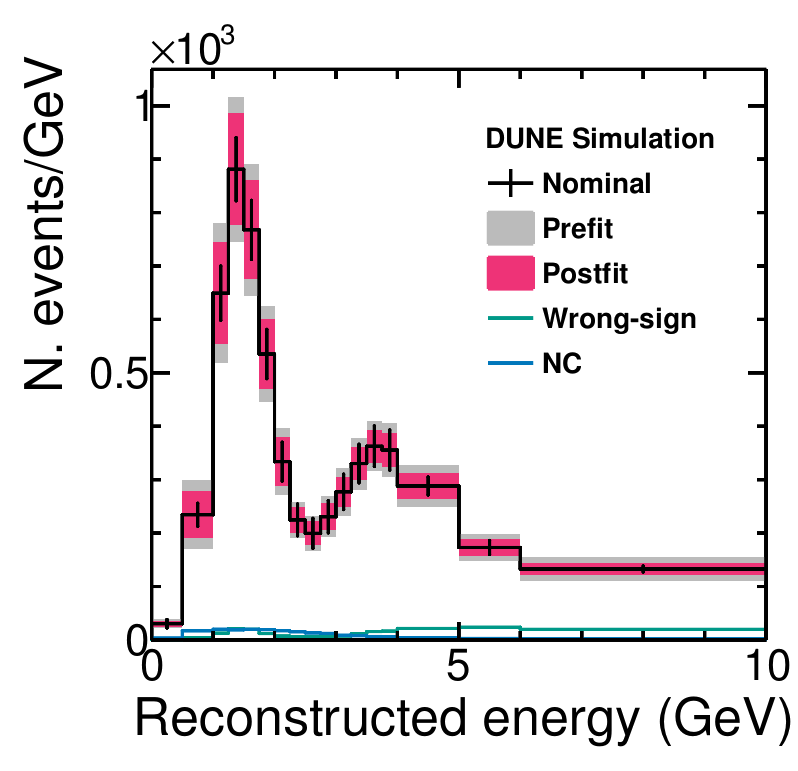 ×10³
N. events/GeV
1
0.5
0
DUNE Simulation
Nominal
Prefit
Postfit
Wrong-sign
NC
0
5
10
Reconstructed energy (GeV)